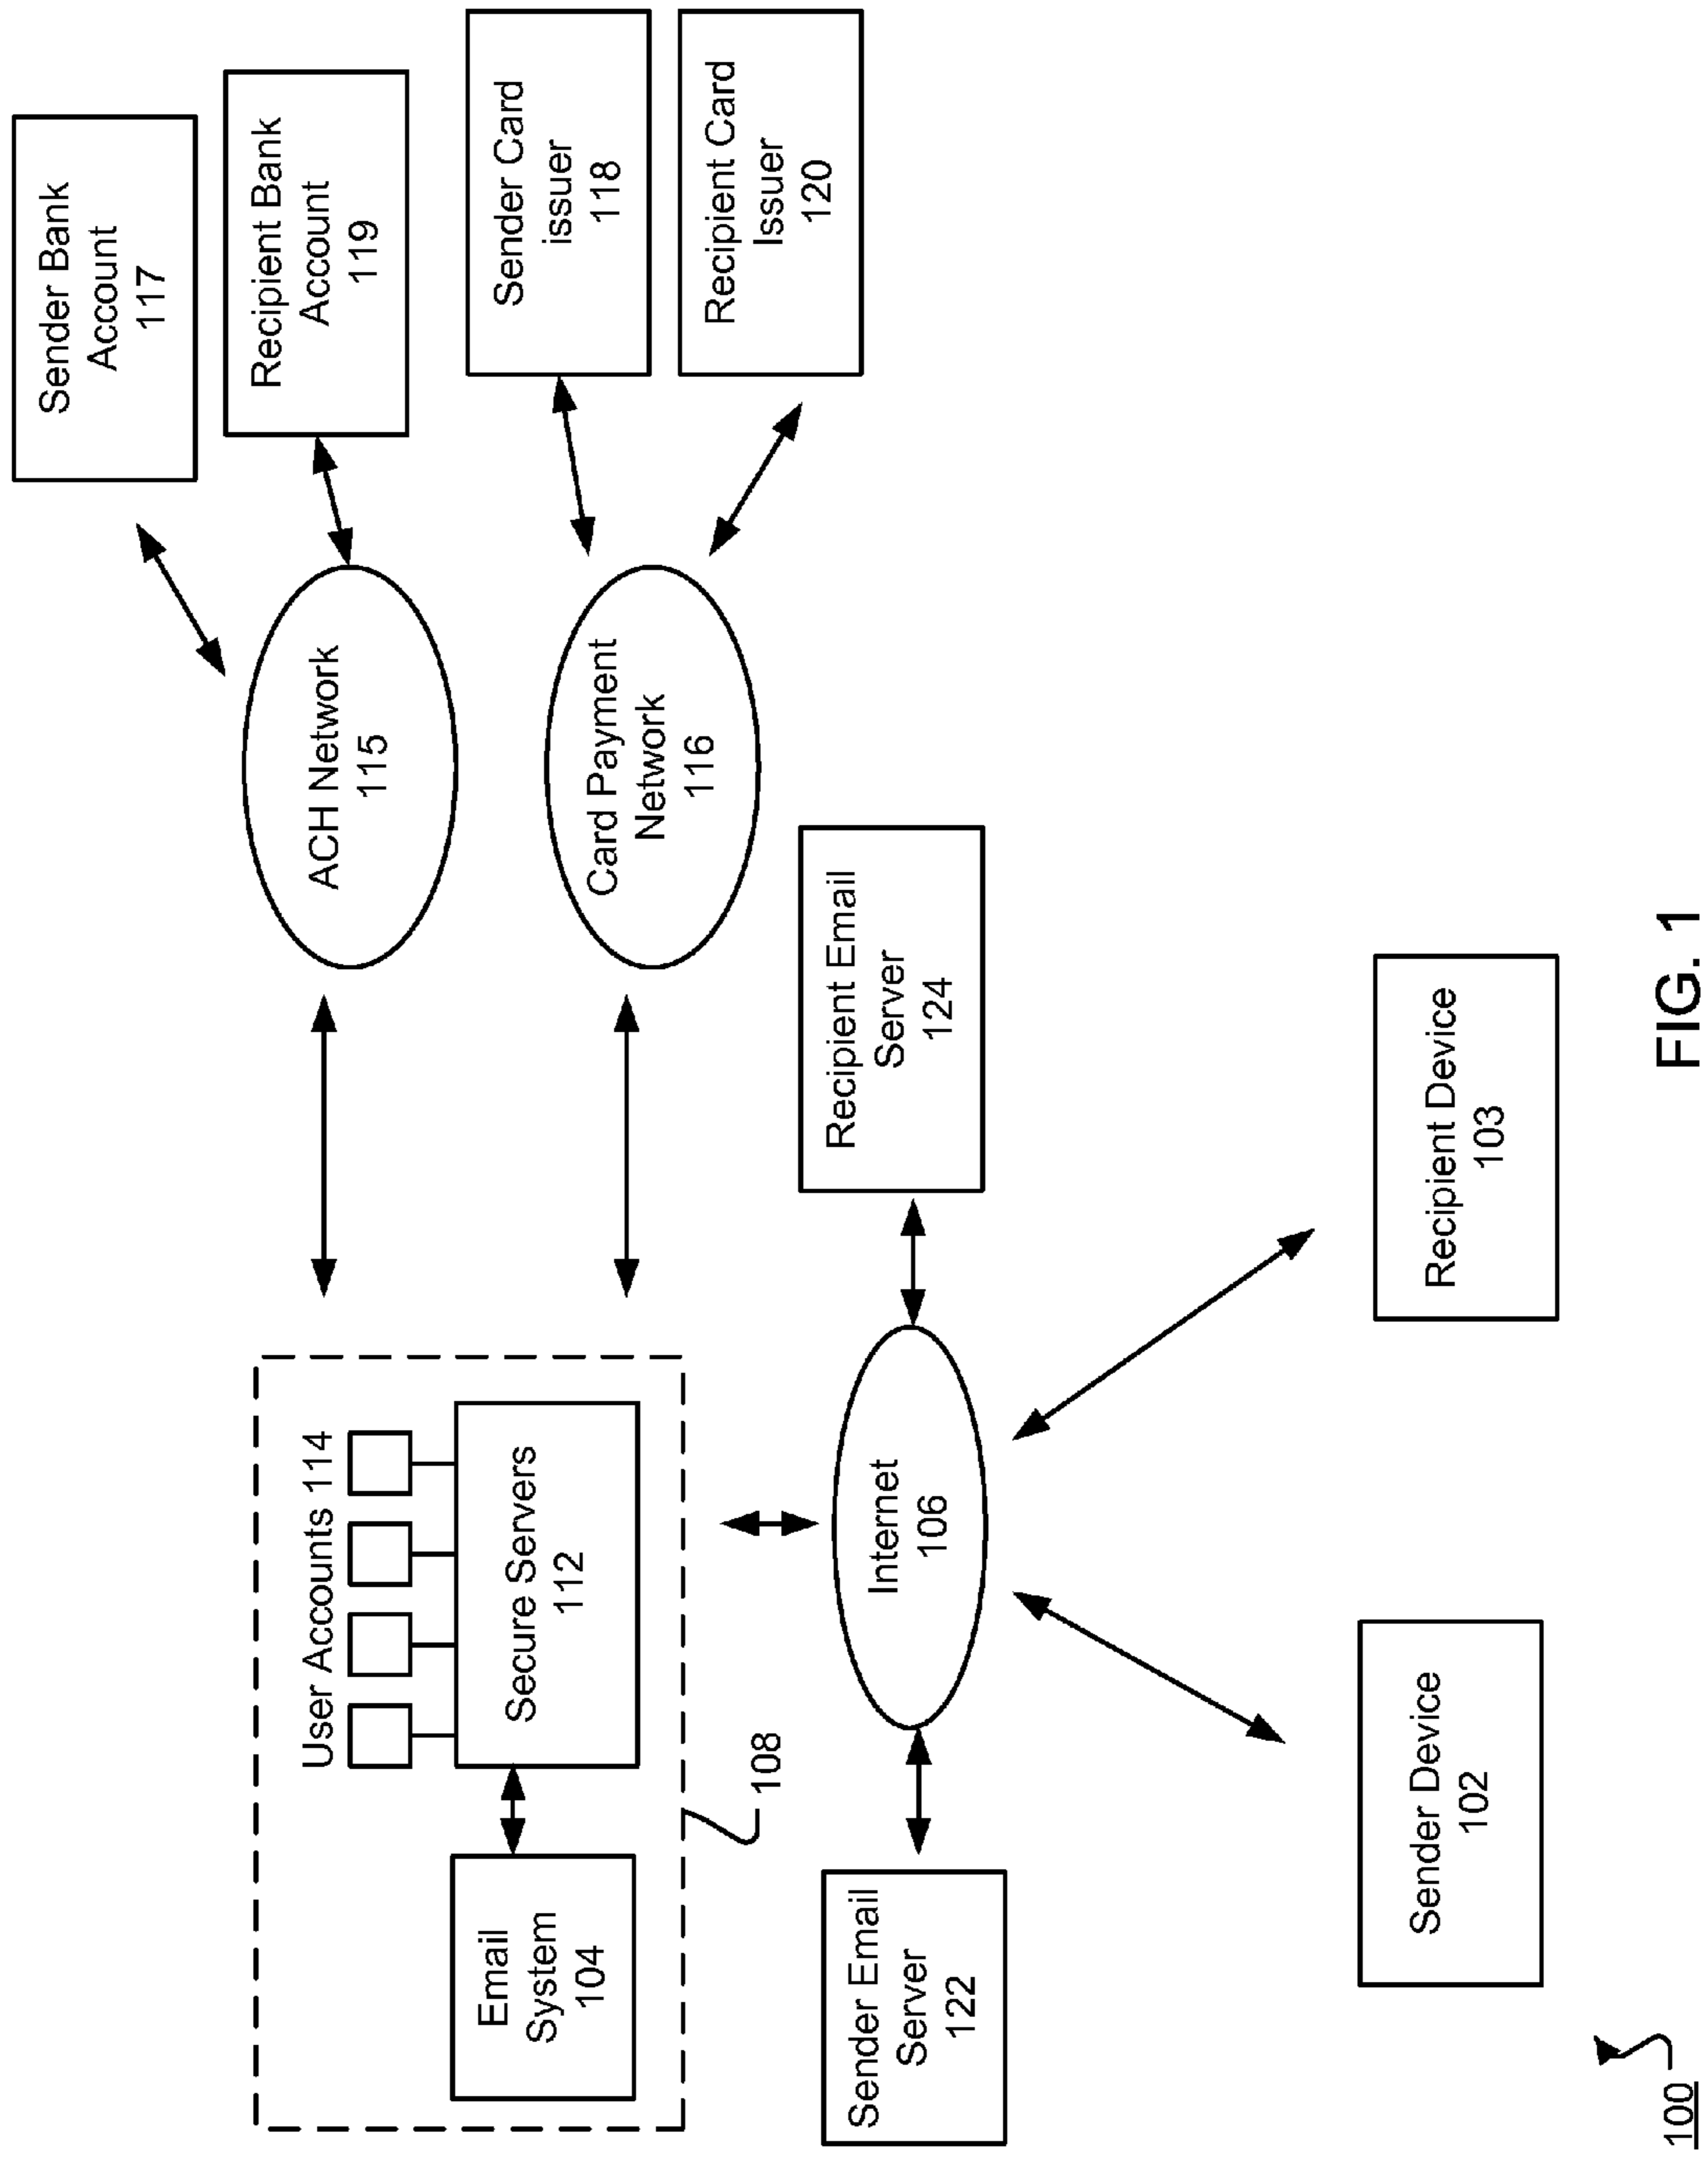 Sender Bank
Account
117
Recipient Bank
Account
119
Sender Card
issuer
118
Recipient Card
Issuer
120
ACH Network
115
Card Payment
Network
116
User Accounts 114
Secure Servers
112
Email
System
104
108
Internet
106
Recipient Email
Server
124
Sender Email
Server
122
Sender Device
102
Recipient Device
103
100
FIG. 1